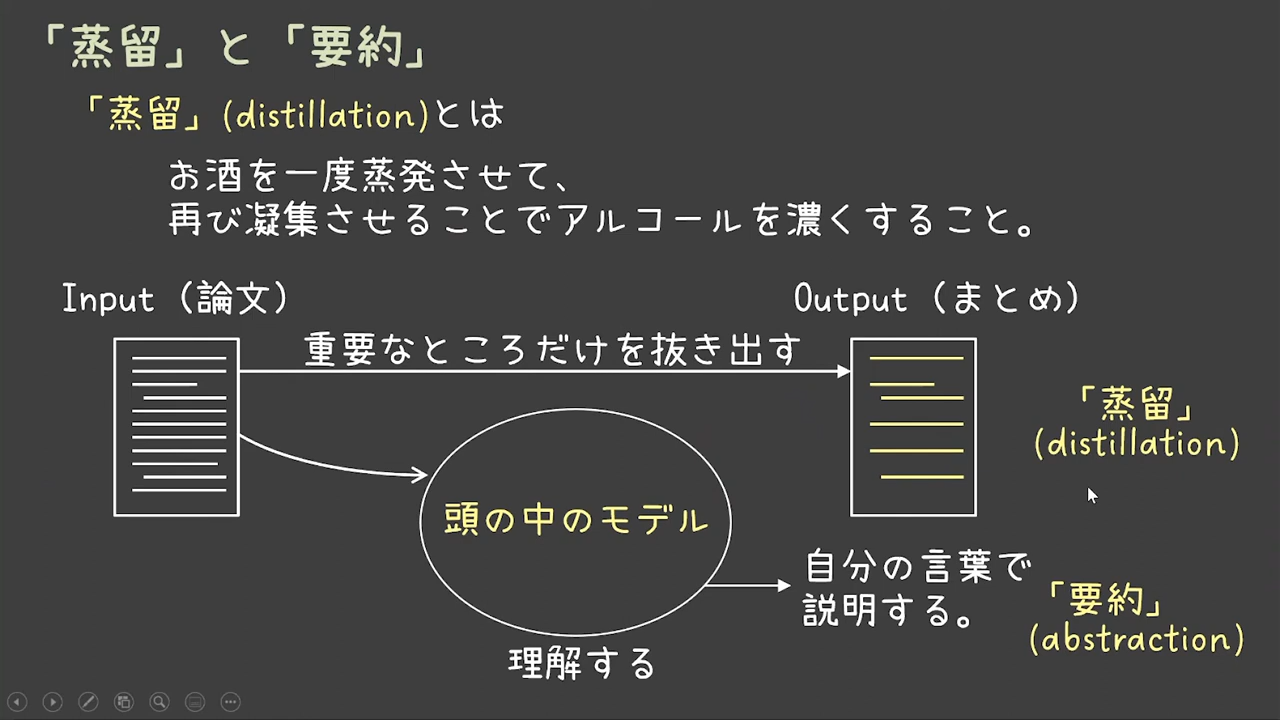 「蒸留」と「要約」
「蒸留」(distillation)とは
お酒を一度蒸発させて、
再び凝集させることでアルコールを濃くすること。
Input（論文）
Output（まとめ）
重要なところだけを抜き出す
「蒸留」
(distillation)
頭の中のモデル
自分の言葉で
説明する。
「要約」
(abstraction)
理解する